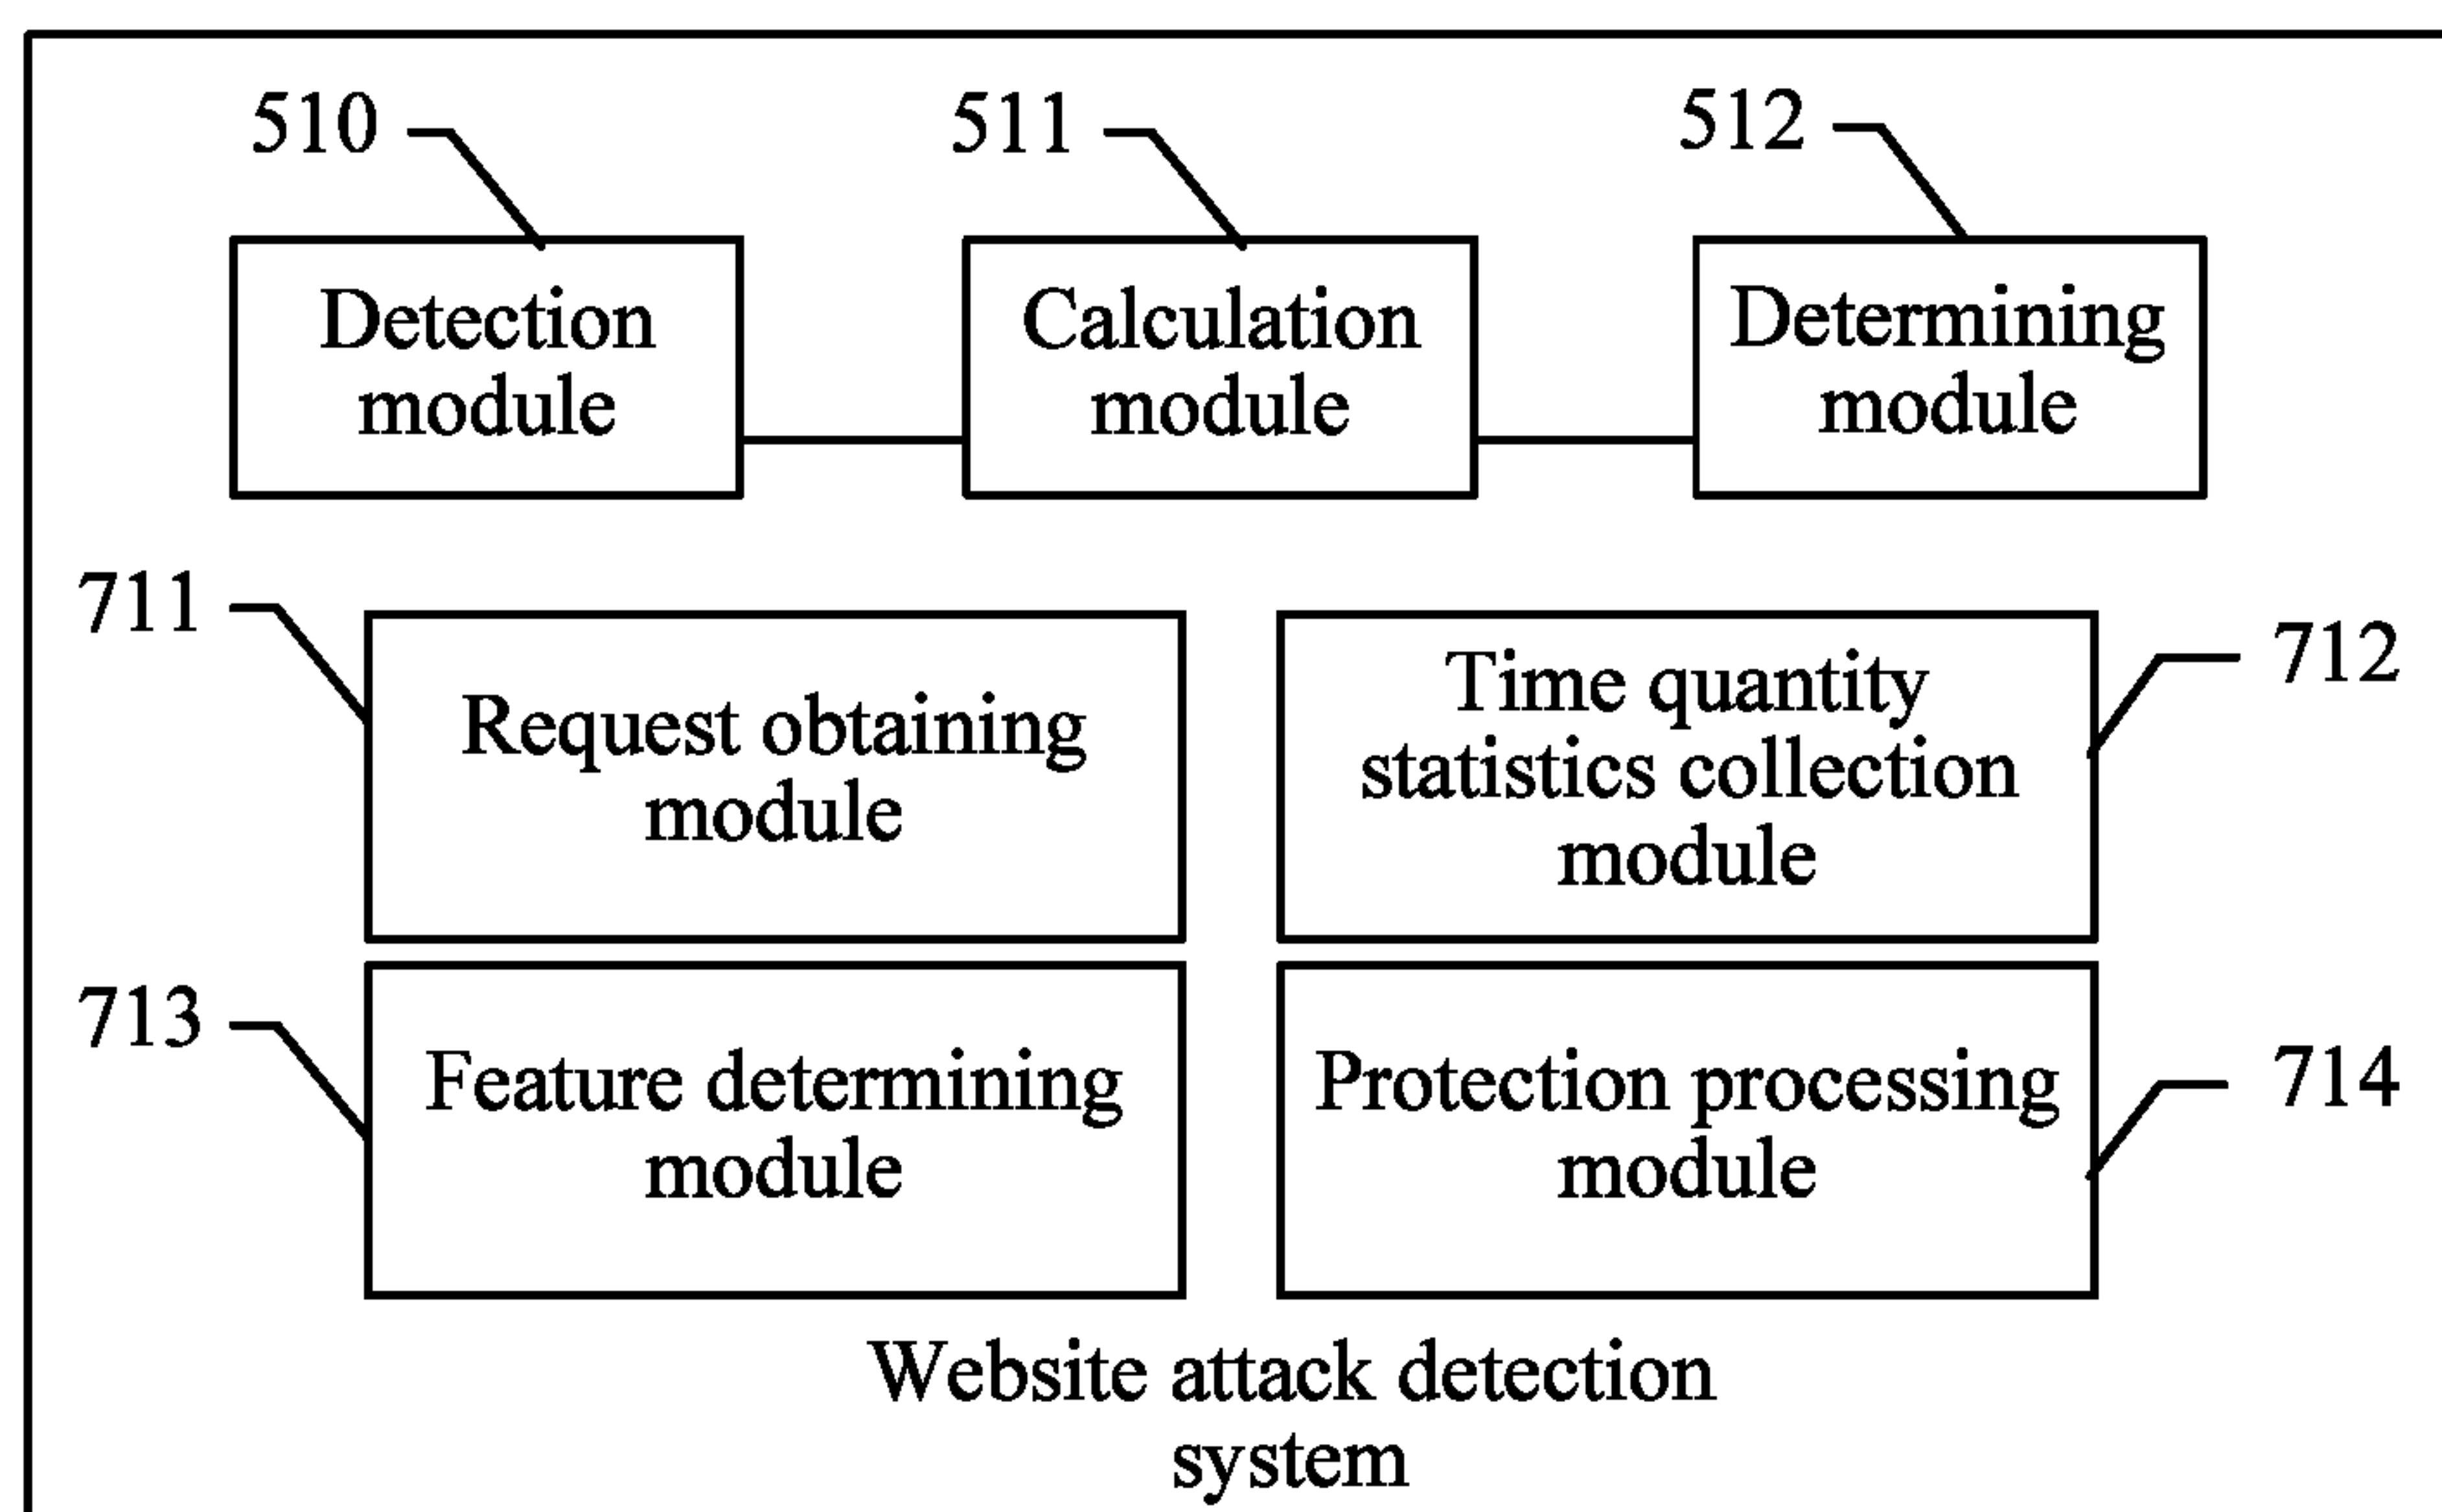 510
511
512
Detection
module
Calculation
module
Determining
module
711
Request obtaining
module
Time quantity
statistics collection
module
712
713
Feature determining
module
Protection processing
module
714
Website attack detection
system